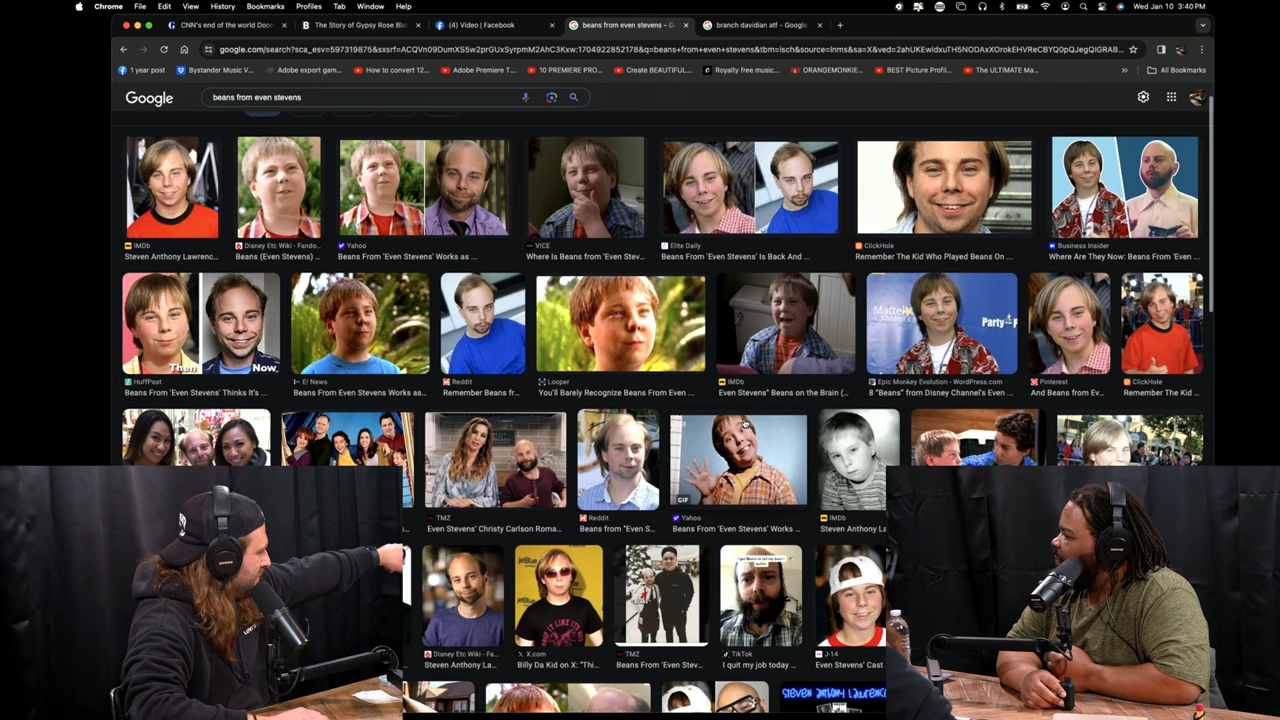 Chrome File Edit View History Bookmarks Profiles Tab Window Help
Wed Jan 10 3:40 PM
CNN's end of the world Doom
The Story of Gypsy Rose Bla
(4) Video | Facebook
beans from even stevens - G
branch davidian atf - Google
google.com/search?sca_esv=597319875&sxsrf=
1 year post
Bystander Music V...
Adobe export gam...
How to convert 12...
Adobe Premiere T...
10 PREMIERE PRO...
Create BEAUTIFUL...
Royalty free music...
ORANGEMONKIE...
BEST Picture Profil...
The ULTIMATE Ma...
All Bookmarks
Google
beans from even stevens
IMDb
Steven Anthony Lawrenc...
Disney Etc Wiki - Fando...
Beans (Even Stevens) ...
Yahoo
Beans From 'Even Stevens' Works as ...
VICE
Where Is Beans from 'Even Stev...
Elite Daily
Beans From 'Even Stevens' Is Back And ...
ClickHole
Remember The Kid Who Played Beans On ...
Business Insider
Where Are They Now: Beans From 'Even ...
Then
Now
HuffPost
Beans From 'Even Stevens' Thinks It's ...
E! News
Beans From 'Even Stevens Works as...
Reddit
Remember Beans fr...
Looper
You'll Barely Recognize Beans From Even ...
IMDb
Even Stevens" Beans on the Brain (...
Mattel
Party
Epic Monkey Evolution - WordPress.com
8 "Beans" from Disney Channel's Even ...
Pinterest
And Beans from Ev...
ClickHole
Remember The Kid ...
GIF
TMZ
Even Stevens' Christy Carlson Roma...
Reddit
Beans from "Even S...
Yahoo
Beans From 'Even Stevens' Works ...
IMDb
Steven Anthony La
jetBlue
Disney Etc Wiki - Fa...
Steven Anthony La...
X.com
Billy Da Kid on X: "Thi...
TMZ
Beans From 'Even Stev...
TikTok
I quit my job today ...
J-14
Even Stevens' Cast
STEVEN ANTHONY LAWRENC